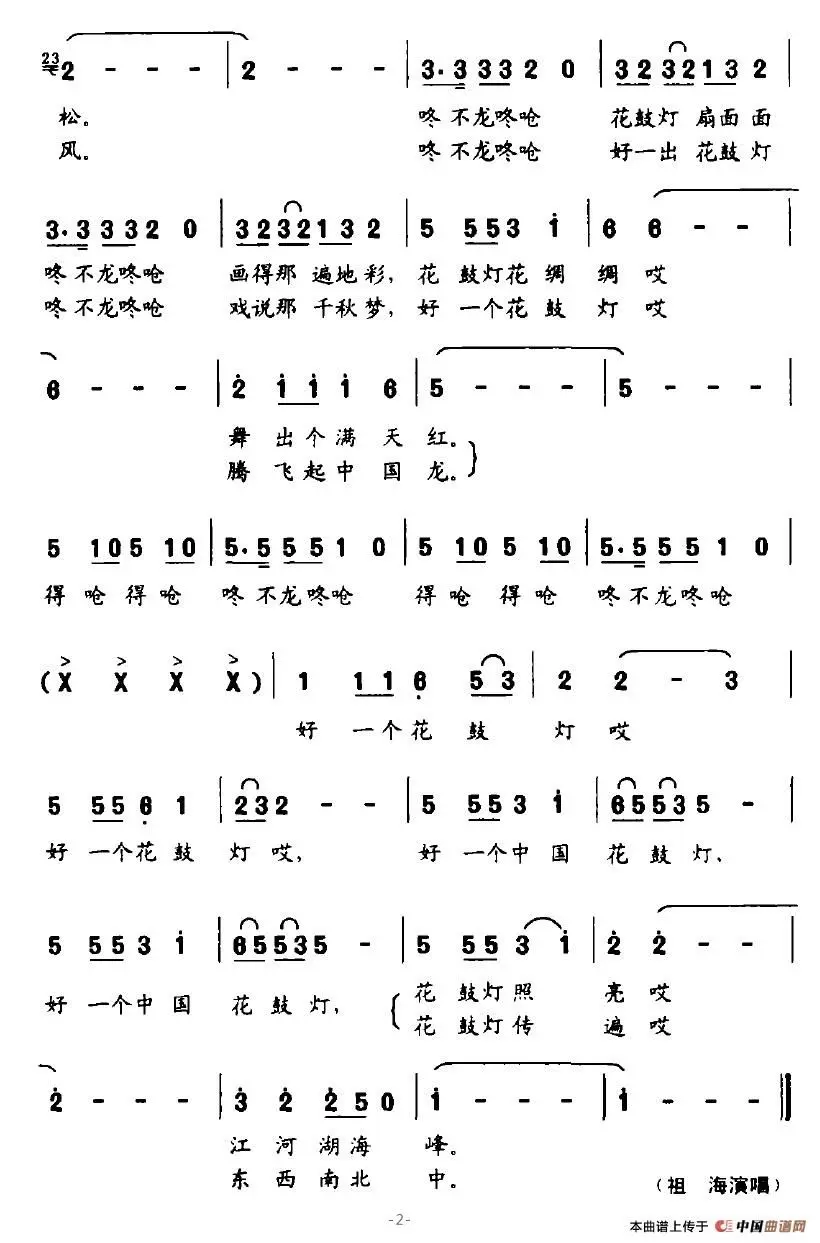 23 2 - - - | 2 - - - | 3·3 3 3 2 0 | 3 2 3 2 1 3 2 |
松。 咚不龙咚呛 花鼓灯 扇面面
风。 咚不龙咚呛 好一出 花鼓灯
3·3 3 3 2 0 | 3 2 3 2 1 3 2 | 5 5 5 3 1 | 6 6 - - |
咚不龙咚呛 画得那 遍地彩, 花 鼓灯花 绸 绸 哎
咚不龙咚呛 戏说那 千秋梦, 好 一个花 鼓 灯 哎
6 - - - | 2 1 1 1 6 | 5 - - - | 5 - - - |
舞 出个满 天 红。
腾 飞起中 国 龙。
5 1 0 5 1 0 | 5·5 5 5 1 0 | 5 1 0 5 1 0 | 5·5 5 5 1 0 |
得 呛 得 呛 咚不龙咚呛 得 呛 得 呛 咚不龙咚呛
(X X X X) | 1 1 1 6 5 3 | 2 2 - 3 |
好 一个花 鼓 灯 哎
5 5 5 6 1 | 2 3 2 - - | 5 5 5 3 1 | 6 5 5 3 5 - |
好 一个花 鼓 灯 哎, 好 一个中 国 花 鼓 灯、
5 5 5 3 1 | 6 5 5 3 5 - | 5 5 5 3 1 | 2 2 - - |
好 一个中 国 花 鼓 灯, 花 鼓灯照 亮 哎
花 鼓灯传 遍 哎
2 - - - | 3 2 2 5 0 | 1 - - - | 1 - - - ‖
江 河 湖海 峰。
东 西 南北 中。
(祖 海演唱)
-2-
本曲谱上传于 中国曲谱网